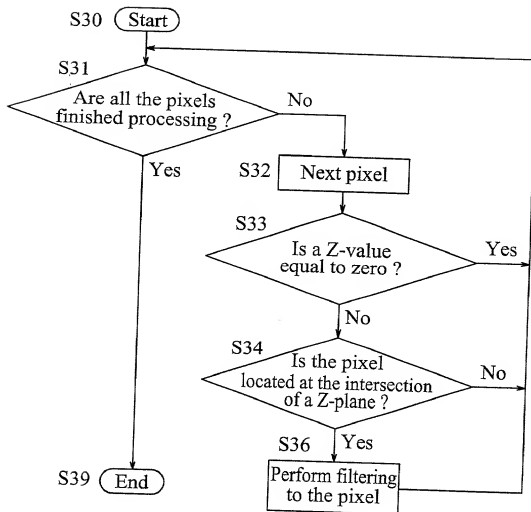 S30 Start
S31
Are all the pixels
finished processing ?
No
Yes
S32 Next pixel
S33
Is a Z-value
equal to zero ?
Yes
No
S34
Is the pixel
located at the intersection
of a Z-plane ?
No
Yes
S36
Perform filtering
to the pixel
S39 End